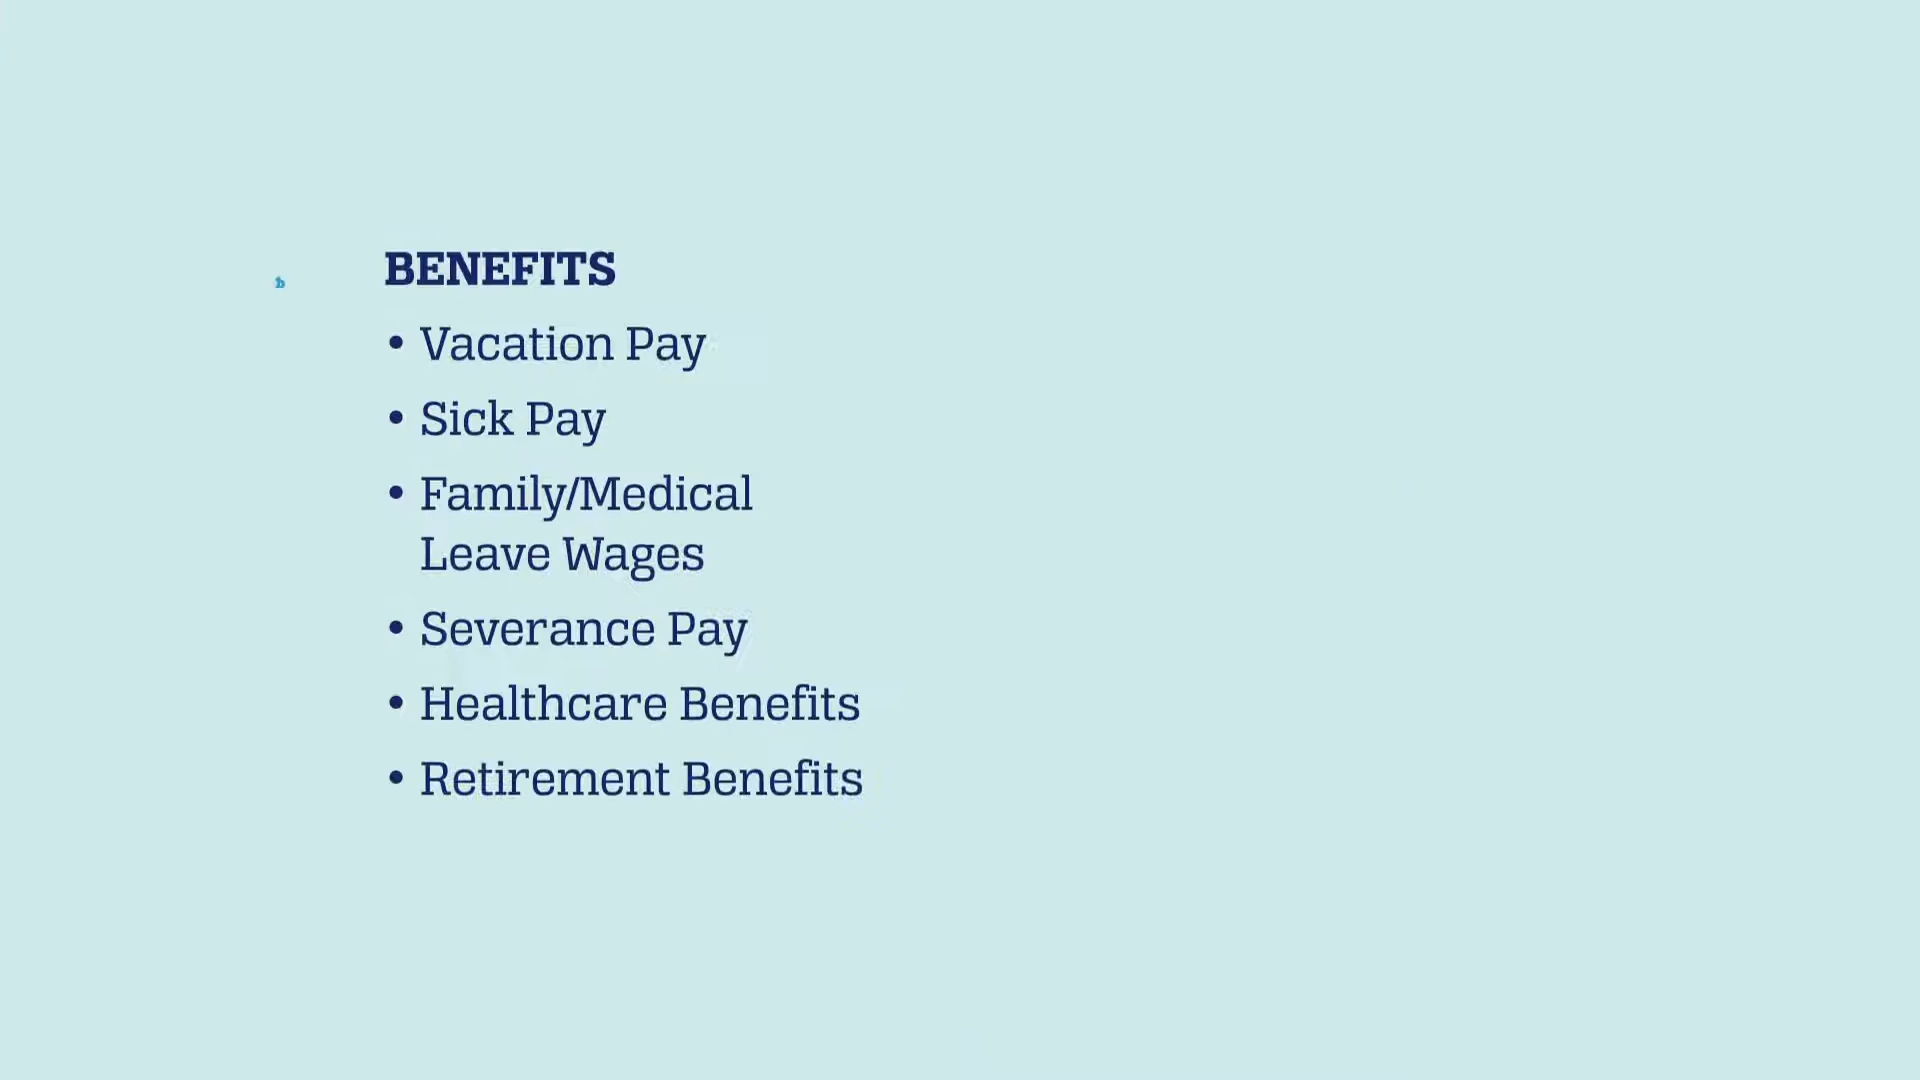 BENEFITS
• Vacation Pay
• Sick Pay
• Family/Medical
Leave Wages
• Severance Pay
• Healthcare Benefits
• Retirement Benefits